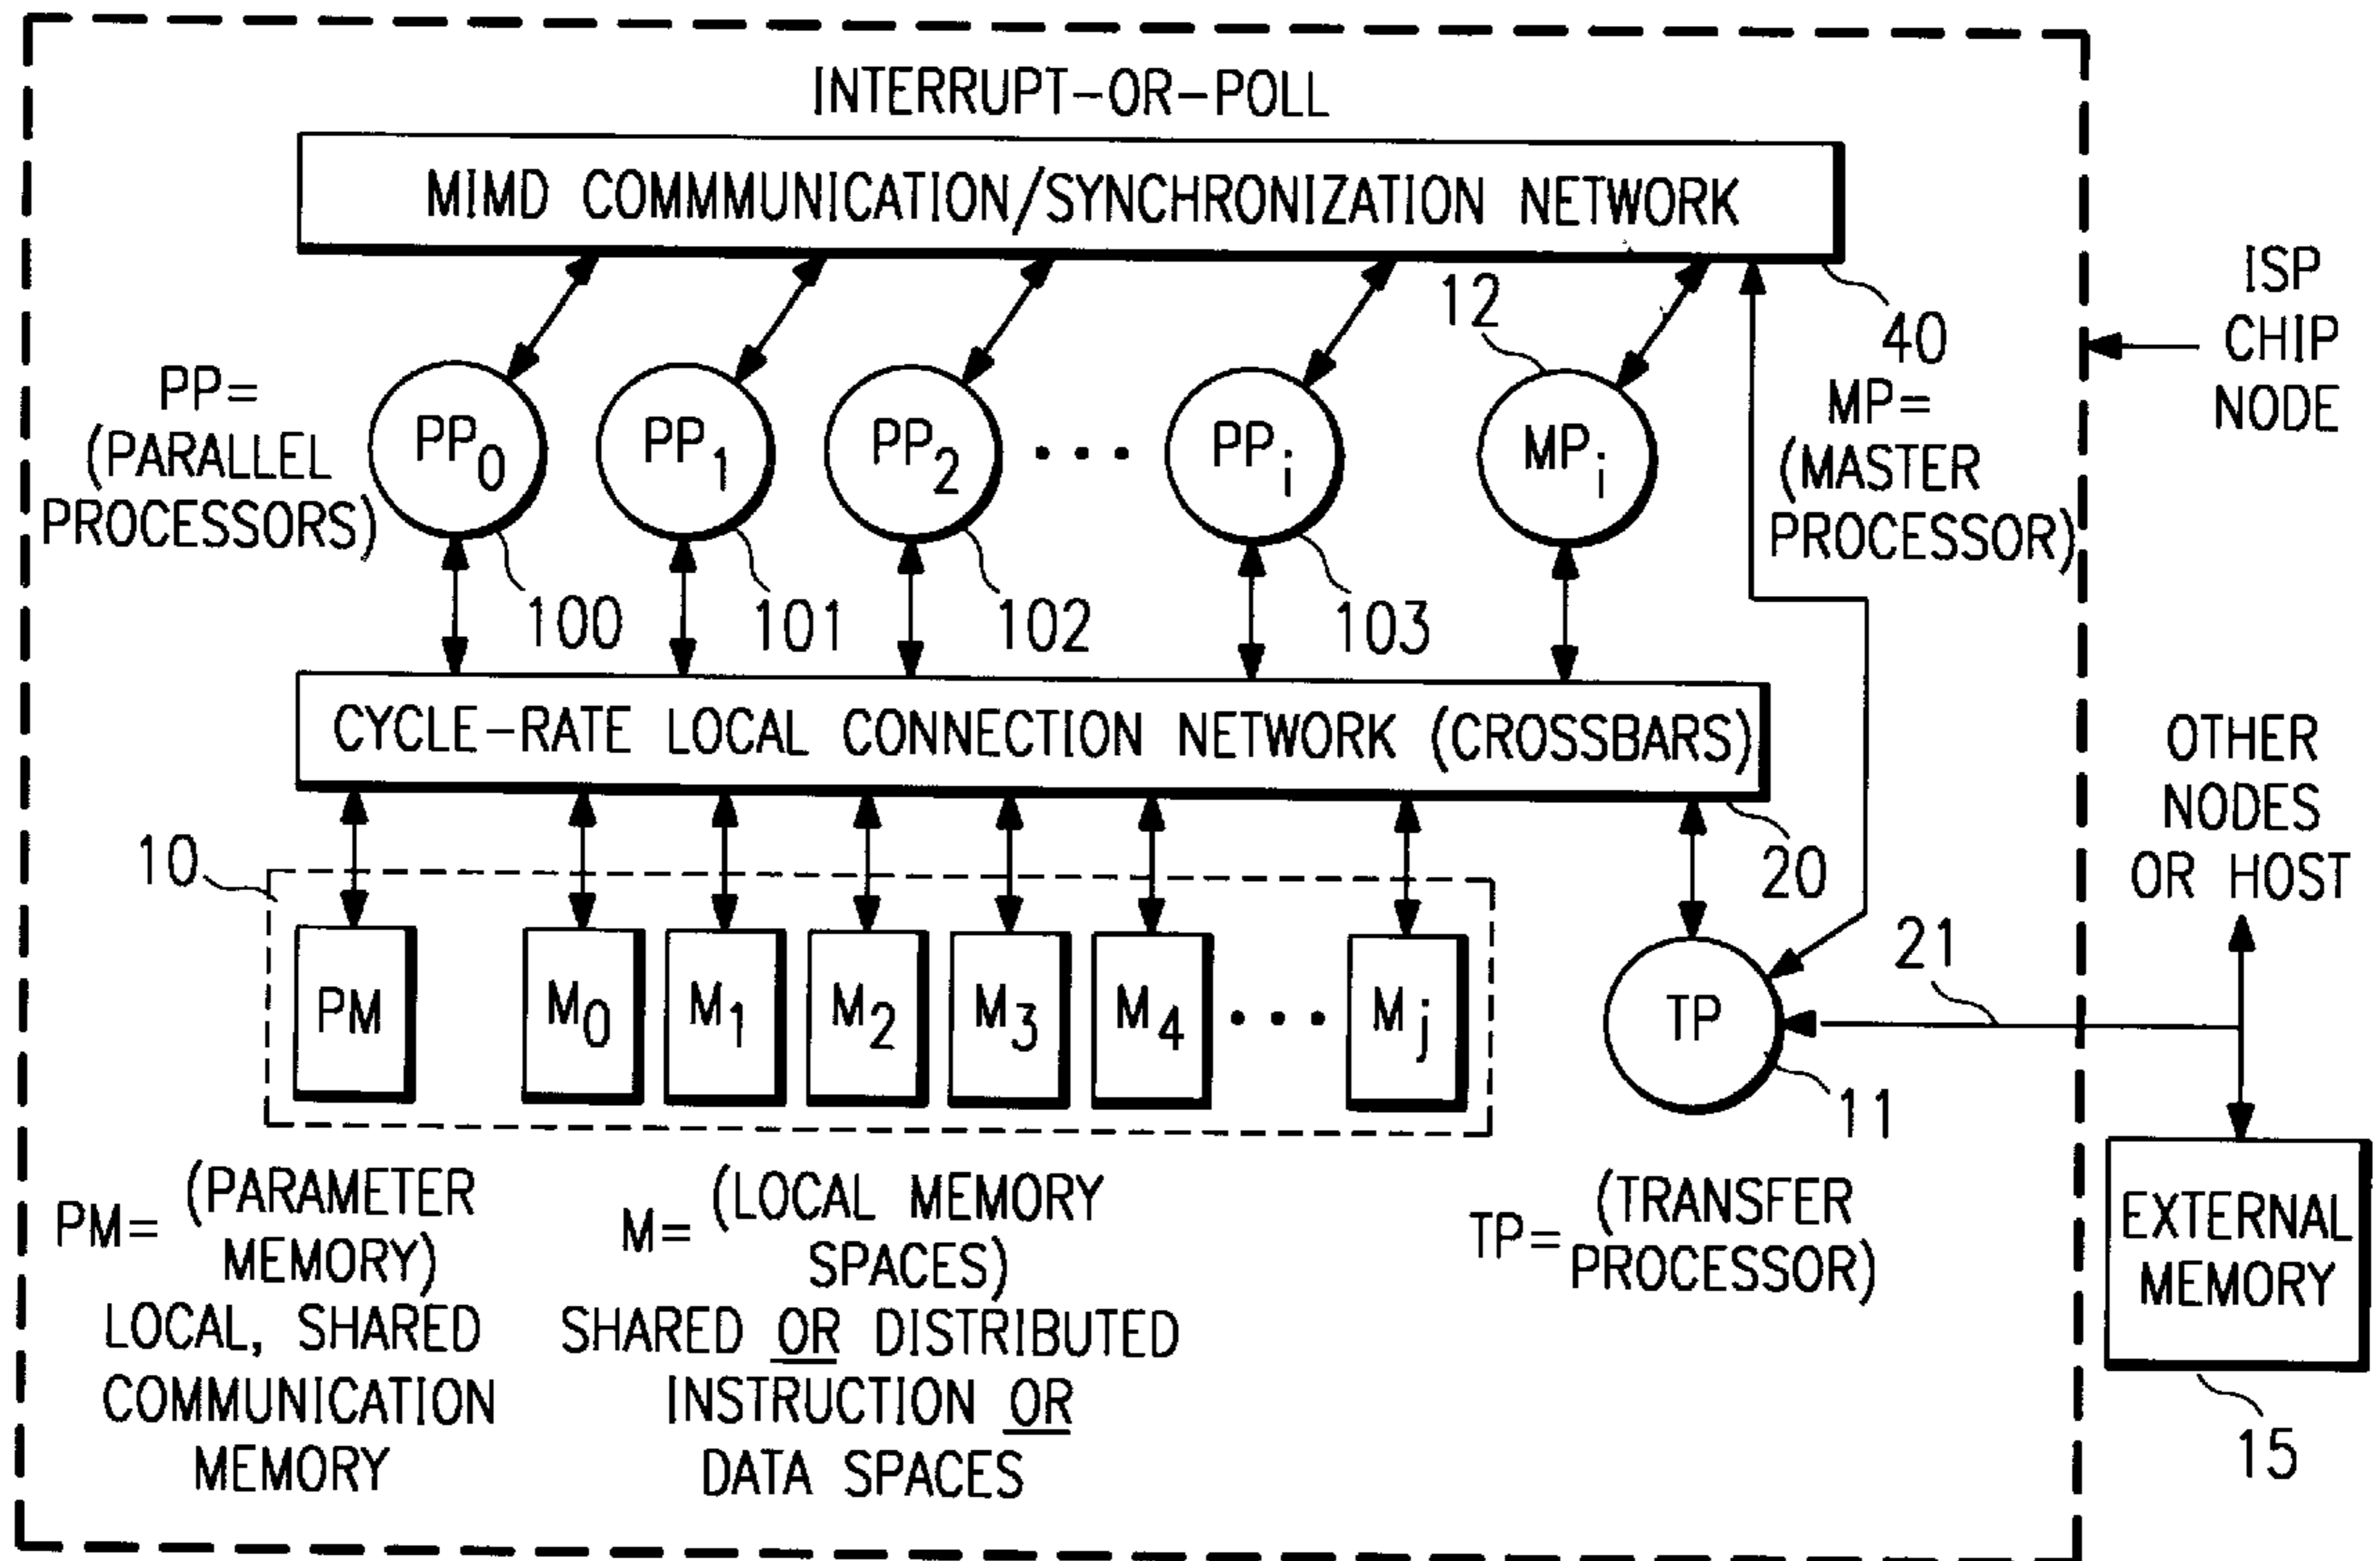 INTERRUPT-OR-POLL
MIMD COMMMUNICATION/SYNCHRONIZATION NETWORK
40
ISP
CHIP
NODE
12
PP=
(PARALLEL
PROCESSORS)
PP0
PP1
PP2
• • •
PPi
MPi
MP=
(MASTER
PROCESSOR)
100
101
102
103
CYCLE-RATE LOCAL CONNECTION NETWORK (CROSSBARS)
OTHER
NODES
OR HOST
10
20
21
PM
M0
M1
M2
M3
M4
• • •
Mj
TP
11
PM= (PARAMETER
MEMORY)
LOCAL, SHARED
COMMUNICATION
MEMORY
M= (LOCAL MEMORY
SPACES)
SHARED OR DISTRIBUTED
INSTRUCTION OR
DATA SPACES
TP= (TRANSFER
PROCESSOR)
EXTERNAL
MEMORY
15